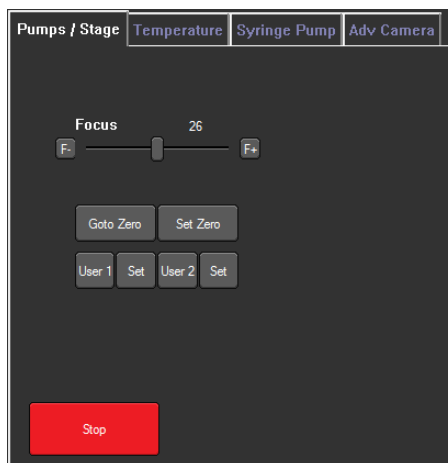 Pumps / Stage Temperature Syringe Pump Adv Camera
Focus 26
F- F+
Goto Zero Set Zero
User 1 Set User 2 Set
Stop